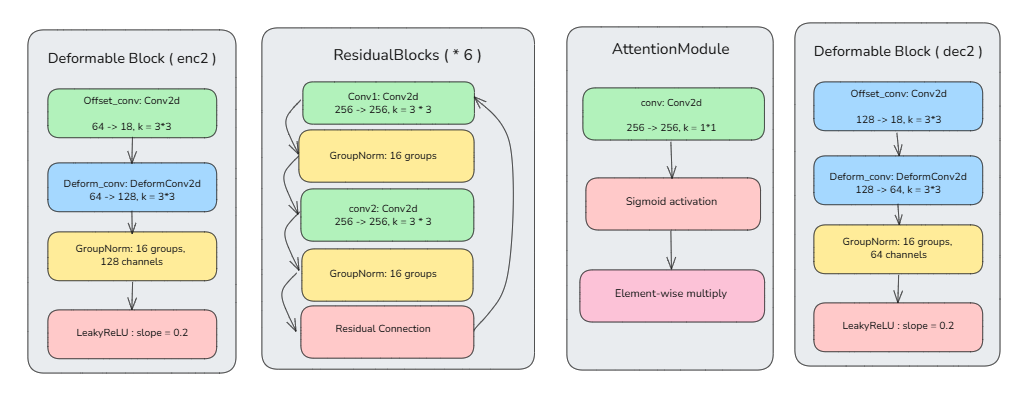 Deformable Block ( enc2 )
Offset_conv: Conv2d
64 -> 18, k = 3*3
Deform_conv: DeformConv2d
64 -> 128, k = 3*3
GroupNorm: 16 groups,
128 channels
LeakyReLU : slope = 0.2
ResidualBlocks ( * 6 )
Conv1: Conv2d
256 -> 256, k = 3 * 3
GroupNorm: 16 groups
conv2: Conv2d
256 -> 256, k = 3 * 3
GroupNorm: 16 groups
Residual Connection
AttentionModule
conv: Conv2d
256 -> 256, k = 1*1
Sigmoid activation
Element-wise multiply
Deformable Block ( dec2 )
Offset_conv: Conv2d
128 -> 18, k = 3*3
Deform_conv: DeformConv2d
128 -> 64, k = 3*3
GroupNorm: 16 groups,
64 channels
LeakyReLU : slope = 0.2